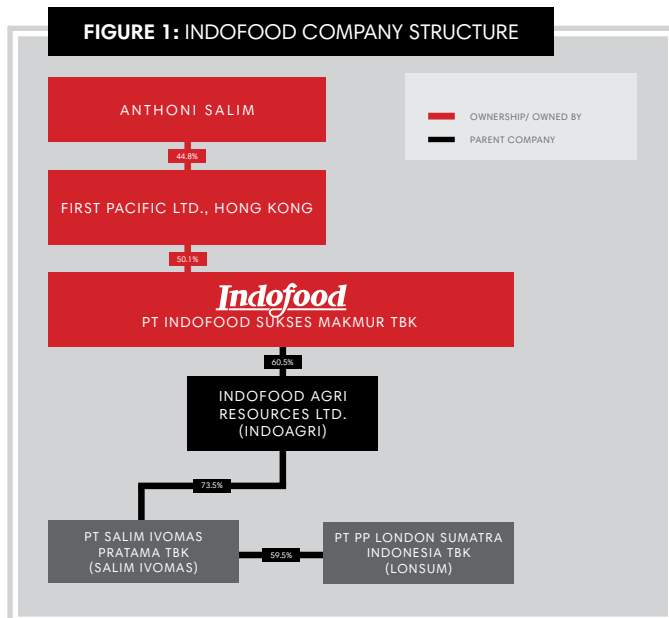 FIGURE 1: INDOFOOD COMPANY STRUCTURE
ANTHONI SALIM
OWNERSHIP/ OWNED BY
PARENT COMPANY
44.8%
FIRST PACIFIC LTD., HONG KONG
50.1%
Indofood
PT INDOFOOD SUKSES MAKMUR TBK
60.5%
INDOFOOD AGRI
RESOURCES LTD.
(INDOAGRI)
73.5%
PT SALIM IVOMAS
PRATAMA TBK
(SALIM IVOMAS)
59.5%
PT PP LONDON SUMATRA
INDONESIA TBK
(LONSUM)